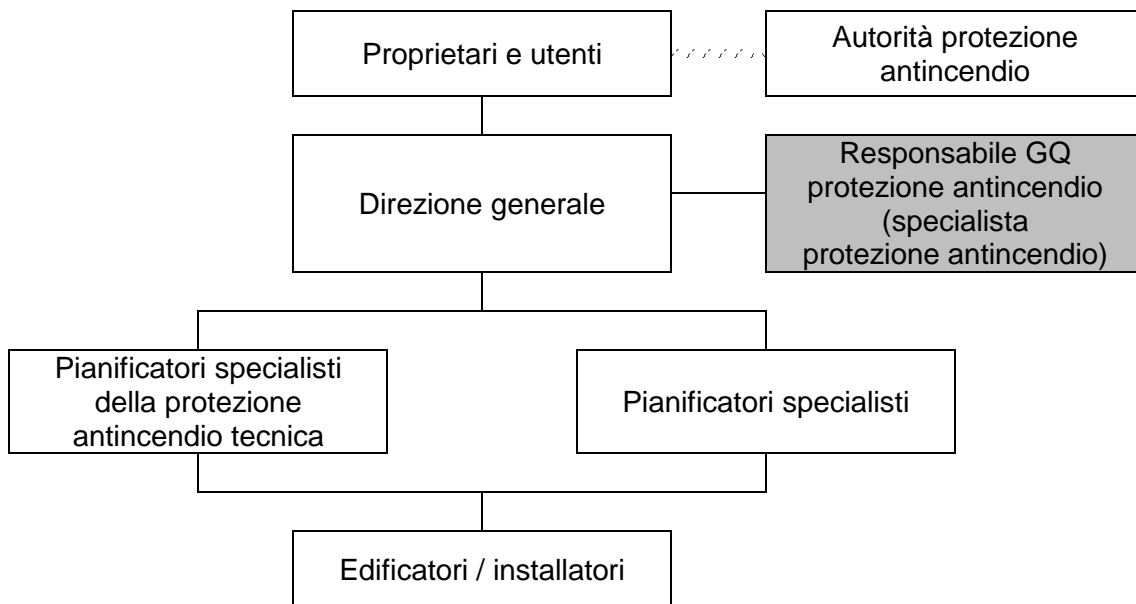 Proprietari e utenti
Autorità protezione
antincendio
Direzione generale
Responsabile GQ
protezione antincendio
(specialista
protezione antincendio)
Pianificatori specialisti
della protezione
antincendio tecnica
Pianificatori specialisti
Edificatori / installatori